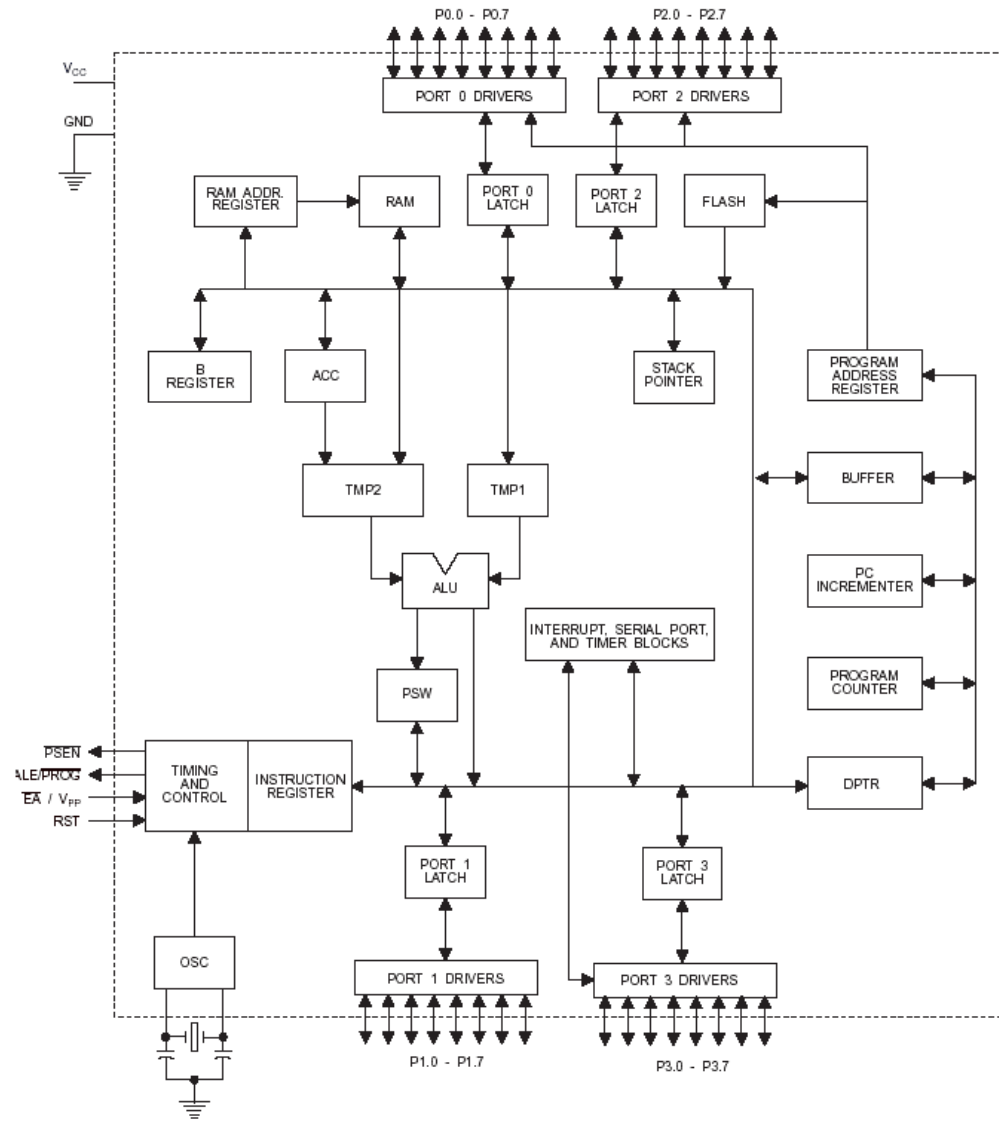 P0.0 - P0.7
P2.0 - P2.7
VCC
PORT 0 DRIVERS
PORT 2 DRIVERS
GND
RAM ADDR.
REGISTER
RAM
PORT 0
LATCH
PORT 2
LATCH
FLASH
B
REGISTER
ACC
STACK
POINTER
PROGRAM
ADDRESS
REGISTER
TMP2
TMP1
BUFFER
ALU
PC
INCREMENTER
INTERRUPT, SERIAL PORT,
AND TIMER BLOCKS
PSW
PROGRAM
COUNTER
PSEN
ALE/PROG
EA / VPP
RST
TIMING
AND
CONTROL
INSTRUCTION
REGISTER
DPTR
PORT 1
LATCH
PORT 3
LATCH
OSC
PORT 1 DRIVERS
PORT 3 DRIVERS
P1.0 - P1.7
P3.0 - P3.7